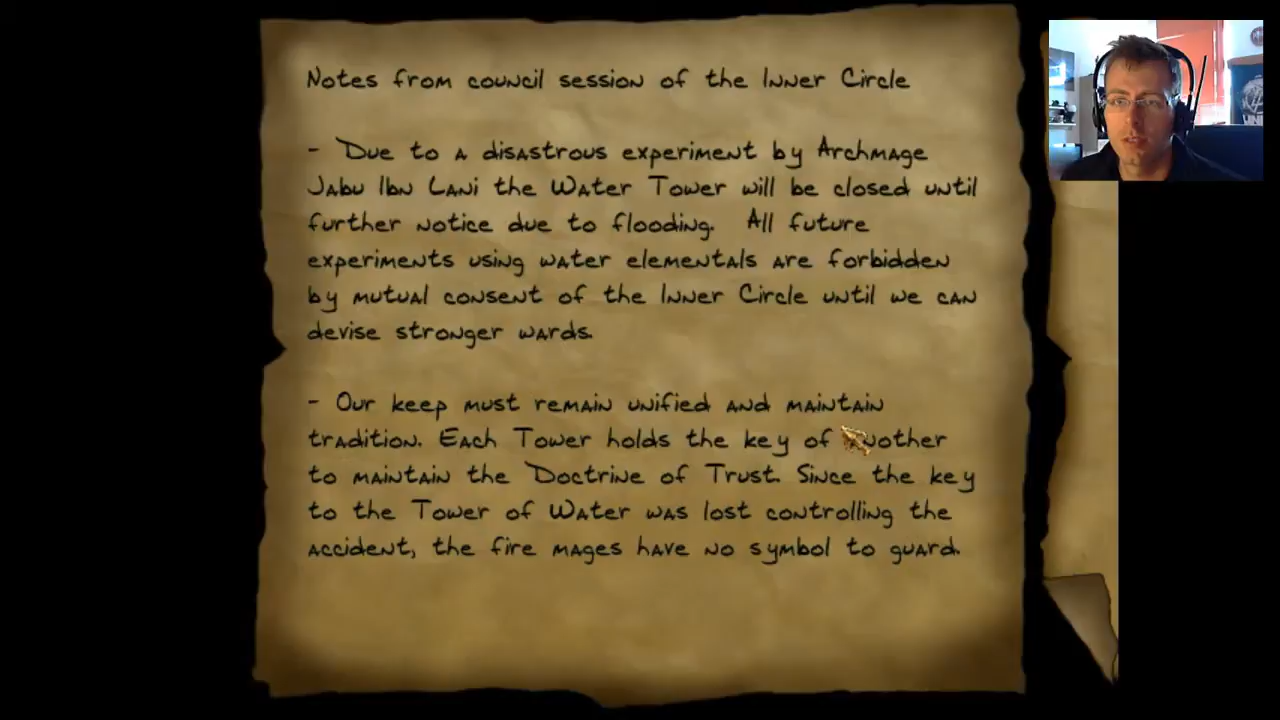 Notes from council session of the Inner Circle
- Due to a disastrous experiment by Archmage
Jabu Ibn Lani the Water Tower will be closed until
further notice due to flooding. All future
experiments using water elementals are forbidden
by mutual consent of the Inner Circle until we can
devise stronger wards.
- Our keep must remain unified and maintain
tradition. Each Tower holds the key of another
to maintain the Doctrine of Trust. Since the key
to the Tower of Water was lost controlling the
accident, the fire mages have no symbol to guard.